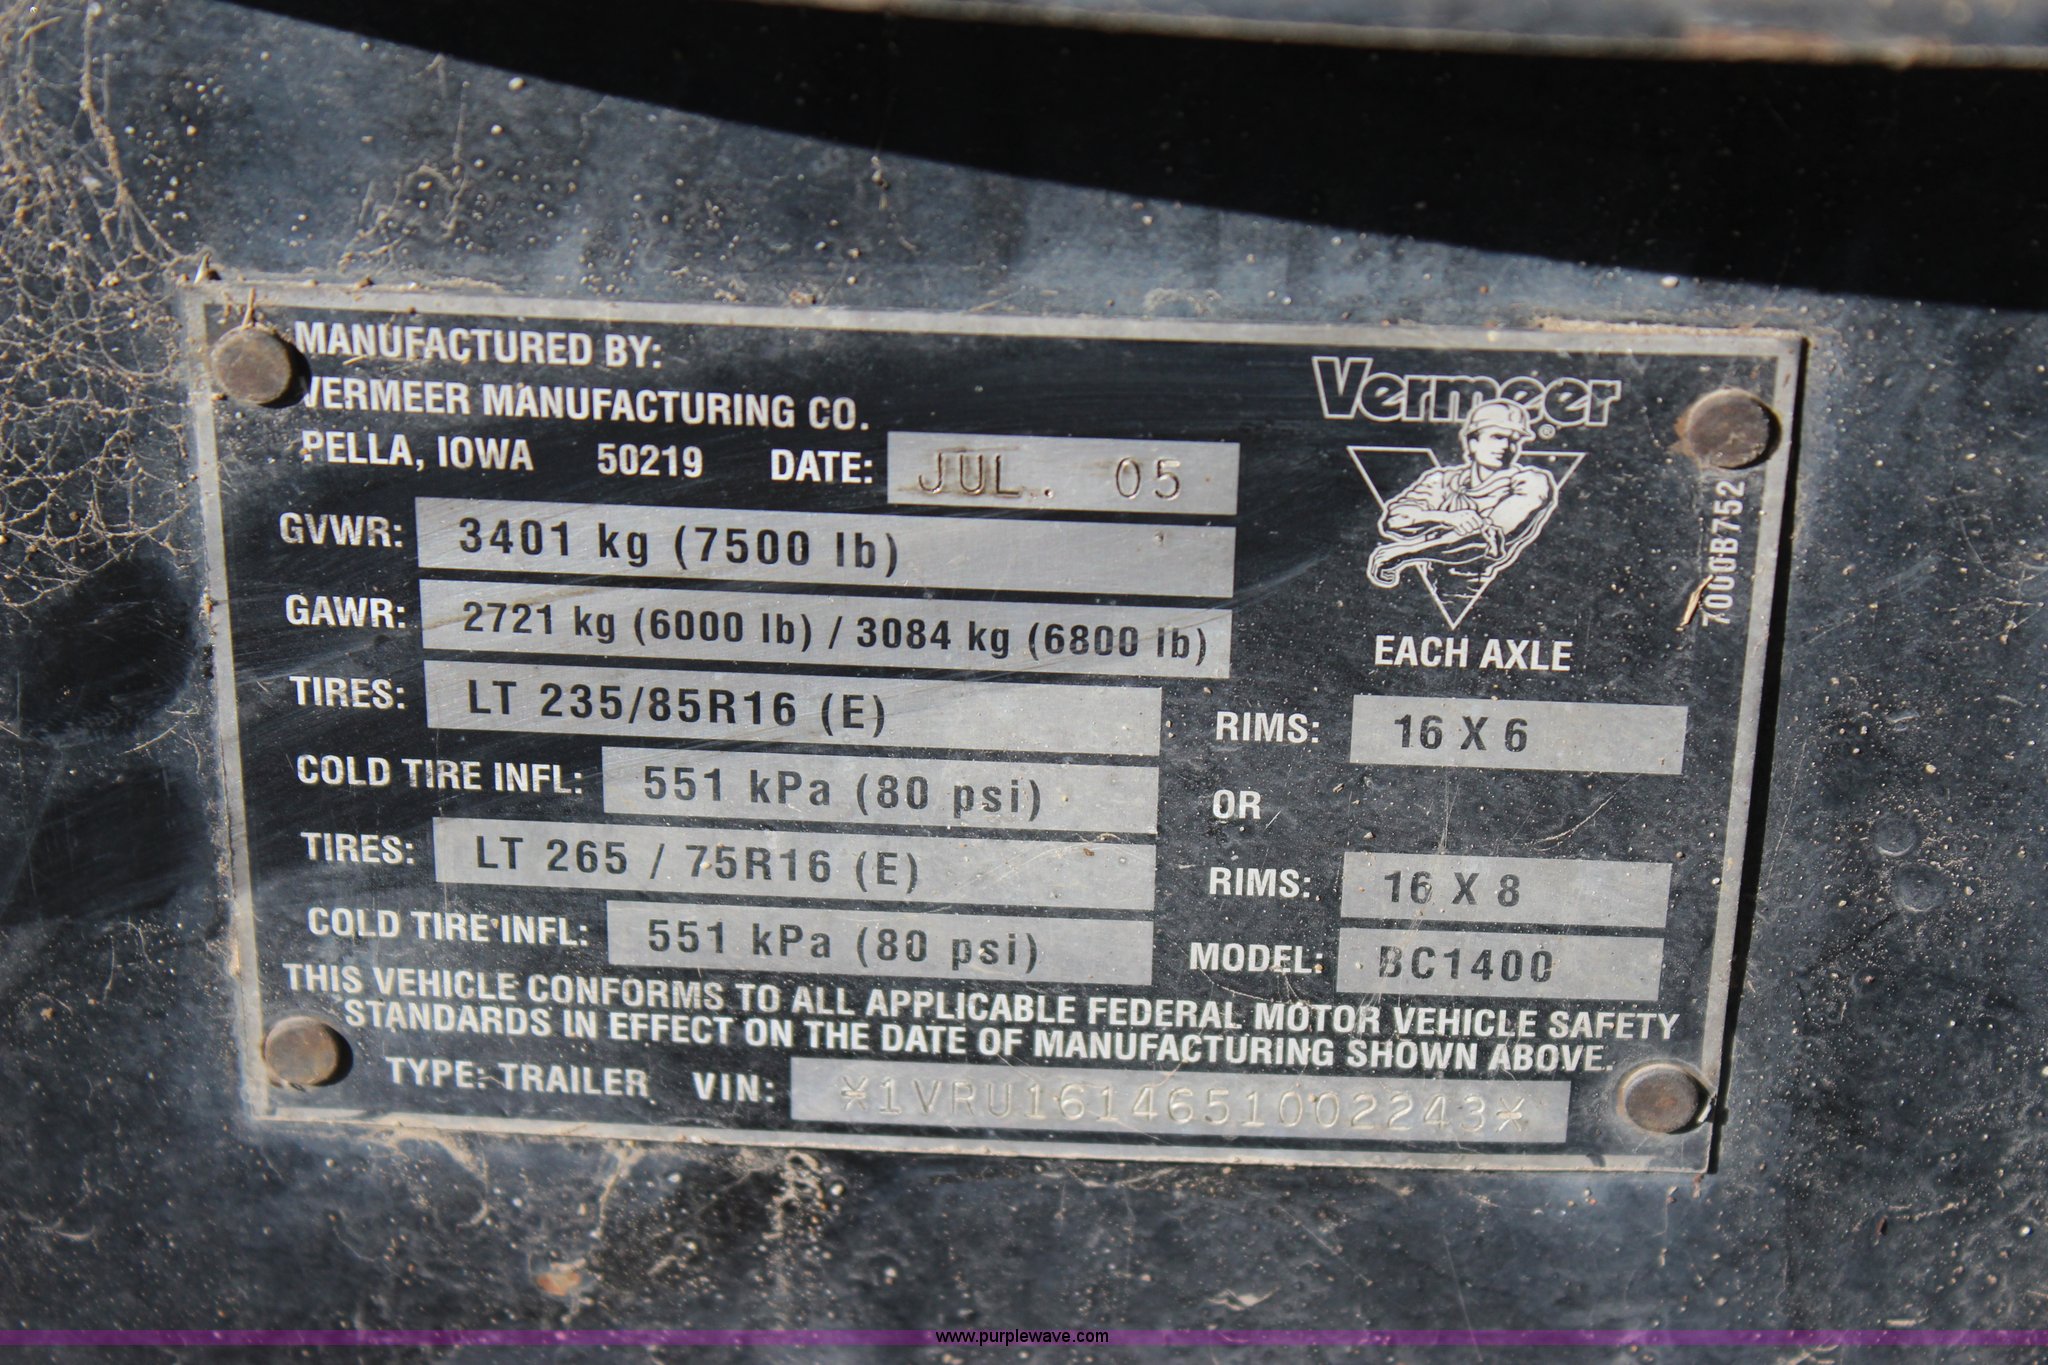 MANUFACTURED BY:
VERMEER MANUFACTURING CO.
PELLA, IOWA 50219 DATE: JUL. 05
Vermeer®
GVWR: 3401 kg (7500 lb)
GAWR: 2721 kg (6000 lb) / 3084 kg (6800 lb)
EACH AXLE
7000B752
TIRES: LT 235/85R16 (E) RIMS: 16 X 6
COLD TIRE INFL: 551 kPa (80 psi) OR
TIRES: LT 265 / 75R16 (E) RIMS: 16 X 8
COLD TIRE INFL: 551 kPa (80 psi) MODEL: BC1400
THIS VEHICLE CONFORMS TO ALL APPLICABLE FEDERAL MOTOR VEHICLE SAFETY
STANDARDS IN EFFECT ON THE DATE OF MANUFACTURING SHOWN ABOVE.
TYPE: TRAILER VIN: *1VRU1614651002243*
www.purplewave.com